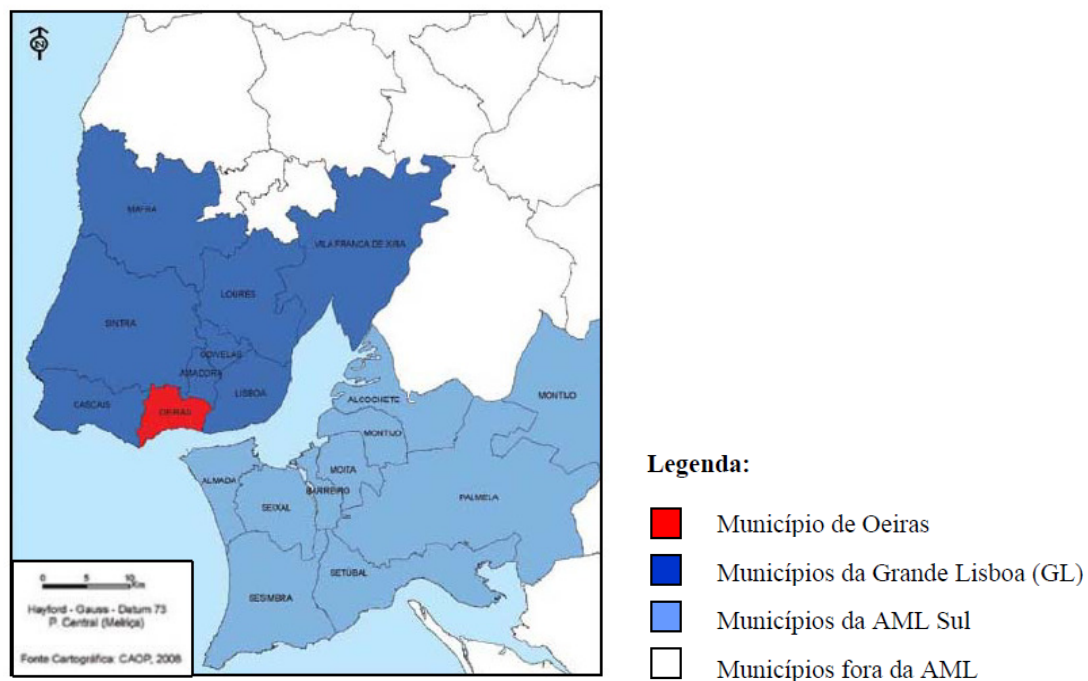 N
MAFRA
VILA FRANCA DE XIRA
LOURES
SINTRA
ODIVELAS
AMADORA
LISBOA
CASCAIS
OEIRAS
ALCOCHETE
MONTIJO
MONTIJO
MOITA
ALMADA
BARREIRO
PALMELA
SEIXAL
SETÚBAL
SESIMBRA
0 5 10
Km
Hayford - Gauss - Datum 73
P. Central (Melriça)
Fonte Cartográfica: CAOP, 2008
Legenda:
Município de Oeiras
Municípios da Grande Lisboa (GL)
Municípios da AML Sul
Municípios fora da AML